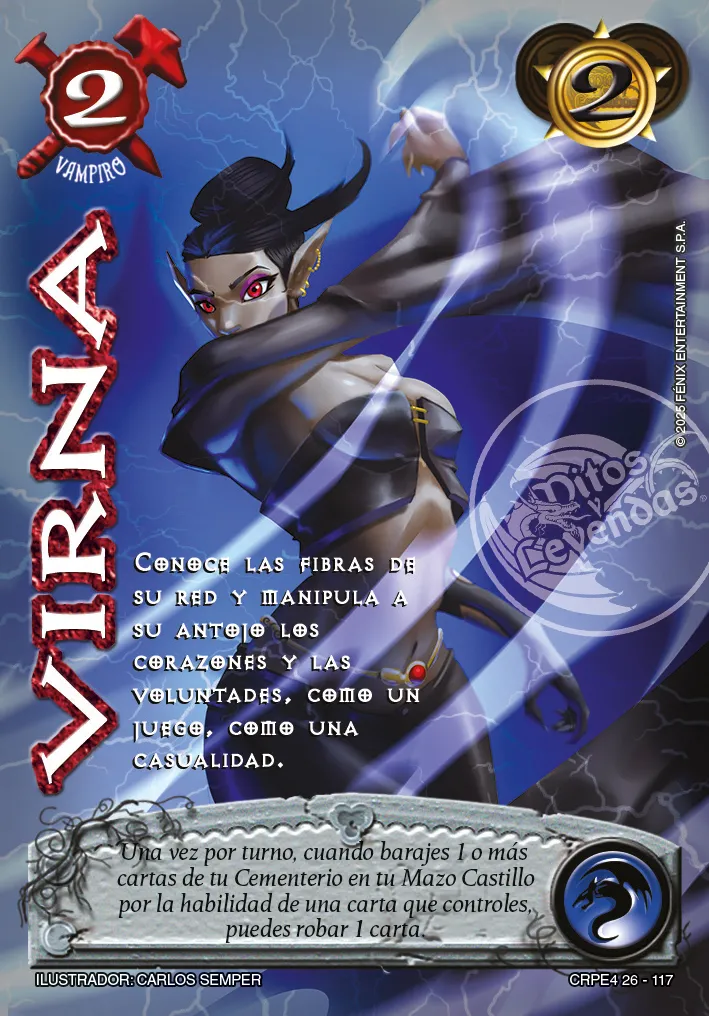 2
VAMPIRO
2
VIRNA
© 2025 FÉNIX ENTERTAINMENT S.P.A.
Mitos
y
Leyendas
Conoce las fibras de
su red y manipula a
su antojo los
corazones y las
voluntades, como un
juego, como una
casualidad.
Una vez por turno, cuando barajes 1 o más
cartas de tu Cementerio en tu Mazo Castillo
por la habilidad de una carta que controles,
puedes robar 1 carta.
ILUSTRADOR: CARLOS SEMPER
CRPE4 26 - 117